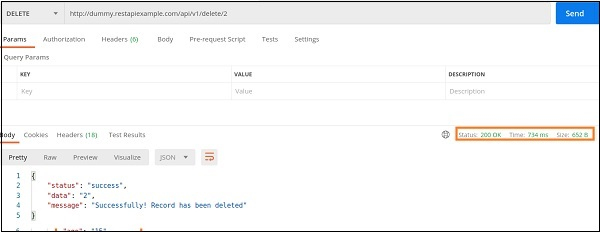 DELETE http://dummy.restapiexample.com/api/v1/delete/2 Send
Params Authorization Headers (6) Body Pre-request Script Tests Settings
Query Params
KEY VALUE DESCRIPTION
Key Value Description
Body Cookies Headers (18) Test Results Status: 200 OK Time: 734 ms Size: 652 B
Pretty Raw Preview Visualize JSON
1 {
2 "status": "success",
3 "data": "2",
4 "message": "Successfully! Record has been deleted"
5 }